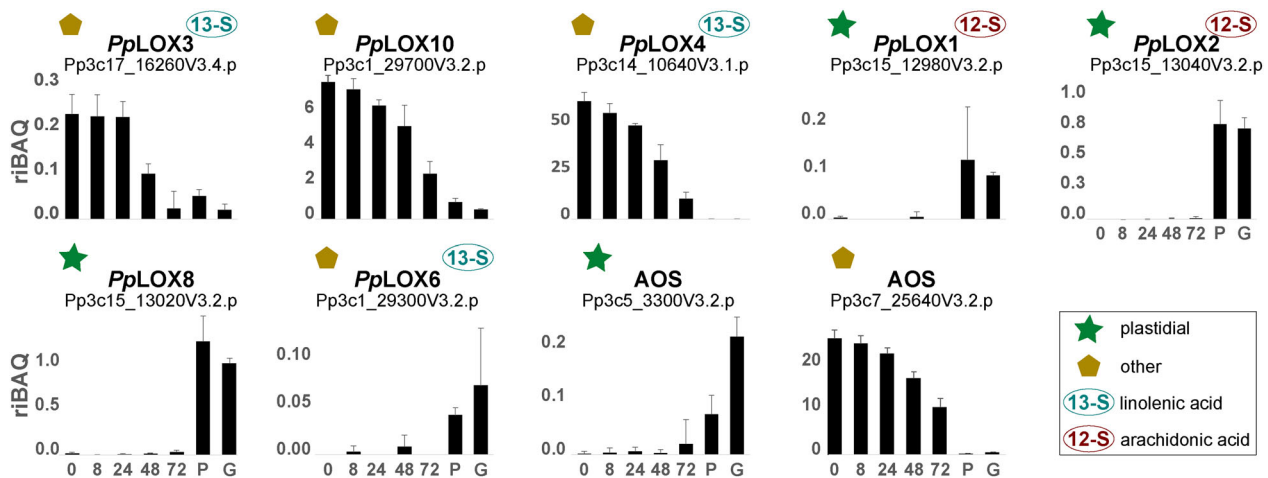 13-S
PpLOX3
Pp3c17_16260V3.4.p
riBAQ
0.3
0.2
0.1
0.0
PpLOX10
Pp3c1_29700V3.2.p
6
4
2
0
13-S
PpLOX4
Pp3c14_10640V3.1.p
50
25
0
12-S
PpLOX1
Pp3c15_12980V3.2.p
0.2
0.1
0.0
12-S
PpLOX2
Pp3c15_13040V3.2.p
1.0
0.8
0.5
0.3
0.0
0 8 24 48 72 P G
PpLOX8
Pp3c15_13020V3.2.p
riBAQ
1.0
0.5
0.0
0 8 24 48 72 P G
13-S
PpLOX6
Pp3c1_29300V3.2.p
0.10
0.05
0.00
0 8 24 48 72 P G
AOS
Pp3c5_3300V3.2.p
0.2
0.1
0.0
0 8 24 48 72 P G
AOS
Pp3c7_25640V3.2.p
20
10
0
0 8 24 48 72 P G
plastidial
other
13-S linolenic acid
12-S arachidonic acid